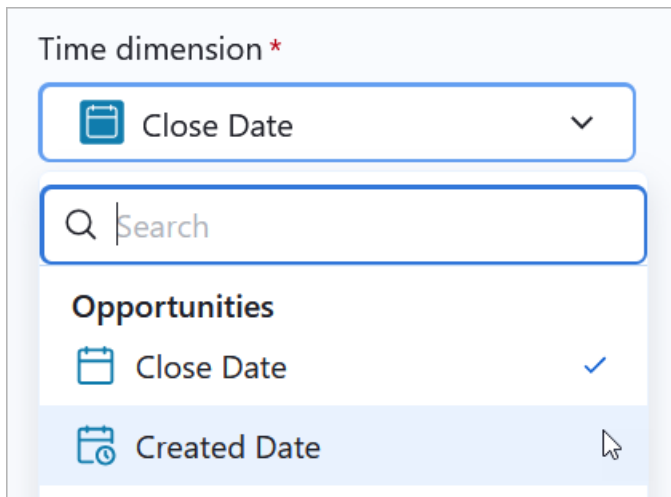 Time dimension *
Close Date
Search
Opportunities
Close Date
Created Date